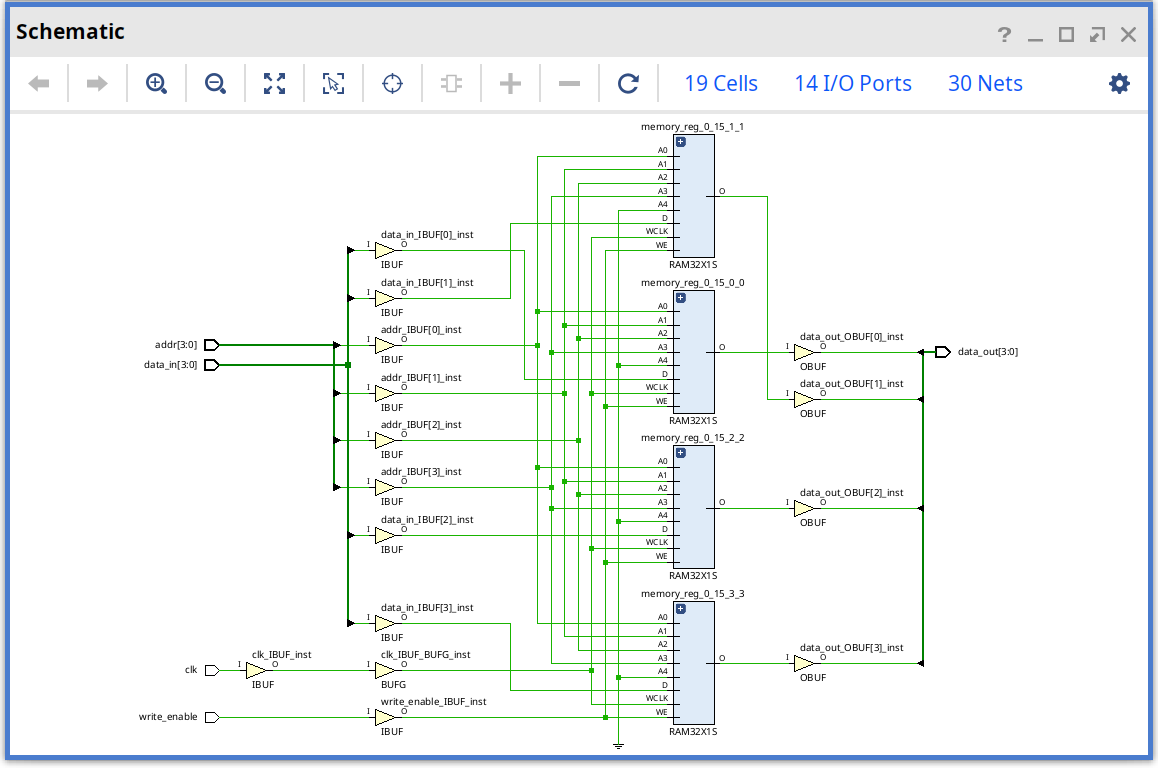 Schematic
?
19 Cells
14 I/O Ports
30 Nets
memory_reg_0_15_1_1
A0
A1
A2
A3
A4
D
WCLK
WE
O
RAM32X1S
data_in_IBUF[0]_inst
I
O
IBUF
data_in_IBUF[1]_inst
I
O
IBUF
addr[3:0]
data_in[3:0]
addr_IBUF[0]_inst
I
O
IBUF
addr_IBUF[1]_inst
I
O
IBUF
addr_IBUF[2]_inst
I
O
IBUF
addr_IBUF[3]_inst
I
O
IBUF
data_in_IBUF[2]_inst
I
O
IBUF
data_in_IBUF[3]_inst
I
O
IBUF
clk
clk_IBUF_inst
I
O
IBUF
clk_IBUF_BUFG_inst
I
O
BUFG
write_enable
write_enable_IBUF_inst
I
O
IBUF
memory_reg_0_15_0_0
A0
A1
A2
A3
A4
D
WCLK
WE
O
RAM32X1S
memory_reg_0_15_2_2
A0
A1
A2
A3
A4
D
WCLK
WE
O
RAM32X1S
memory_reg_0_15_3_3
A0
A1
A2
A3
A4
D
WCLK
WE
O
RAM32X1S
data_out_OBUF[0]_inst
I
O
OBUF
data_out_OBUF[1]_inst
I
O
OBUF
data_out_OBUF[2]_inst
I
O
OBUF
data_out_OBUF[3]_inst
I
O
OBUF
data_out[3:0]